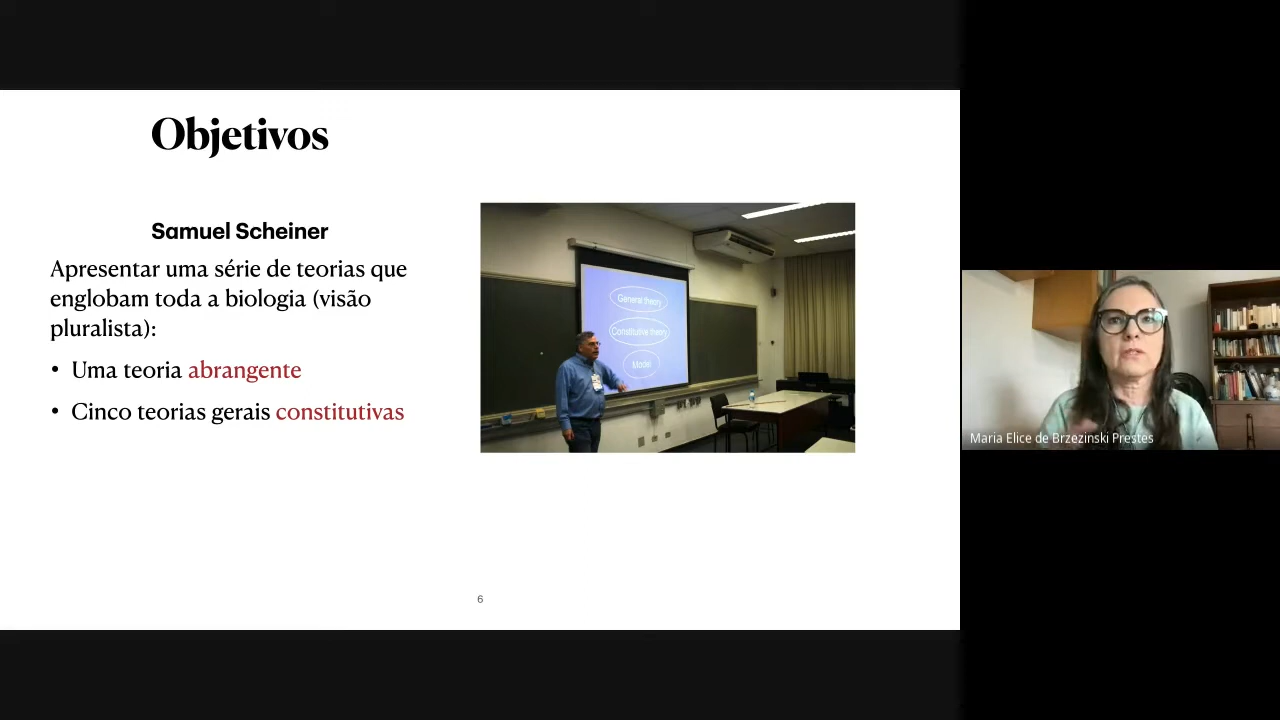 Objetivos
Samuel Scheiner
Apresentar uma série de teorias que
englobam toda a biologia (visão
pluralista):
• Uma teoria abrangente
• Cinco teorias gerais constitutivas
General theory
Constitutive theory
Model
6
Maria Elice de Brzezinski Prestes